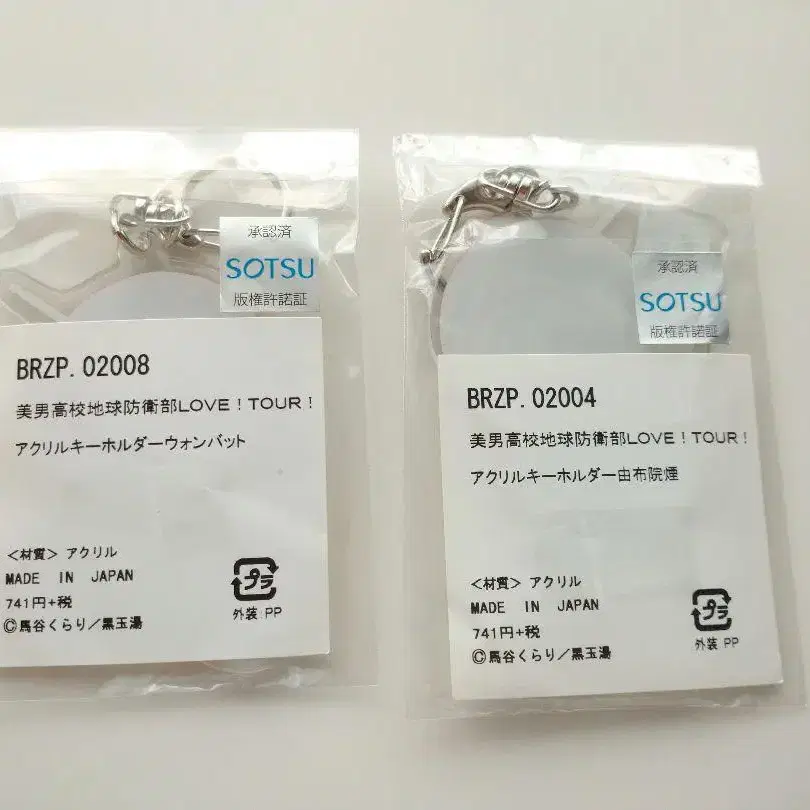 承認済
SOTSU
版権許諾証
BRZP. 02008
美男高校地球防衛部LOVE！TOUR！
アクリルキーホルダーウォンバット
＜材質＞ アクリル
MADE IN JAPAN
741円+税
©馬谷くらり／黒玉湯
プラ
外装:PP
承認済
SOTSU
版権許諾証
BRZP. 02004
美男高校地球防衛部LOVE！TOUR！
アクリルキーホルダー由布院煙
＜材質＞ アクリル
MADE IN JAPAN
741円+税
©馬谷くらり／黒玉湯
プラ
外装:PP